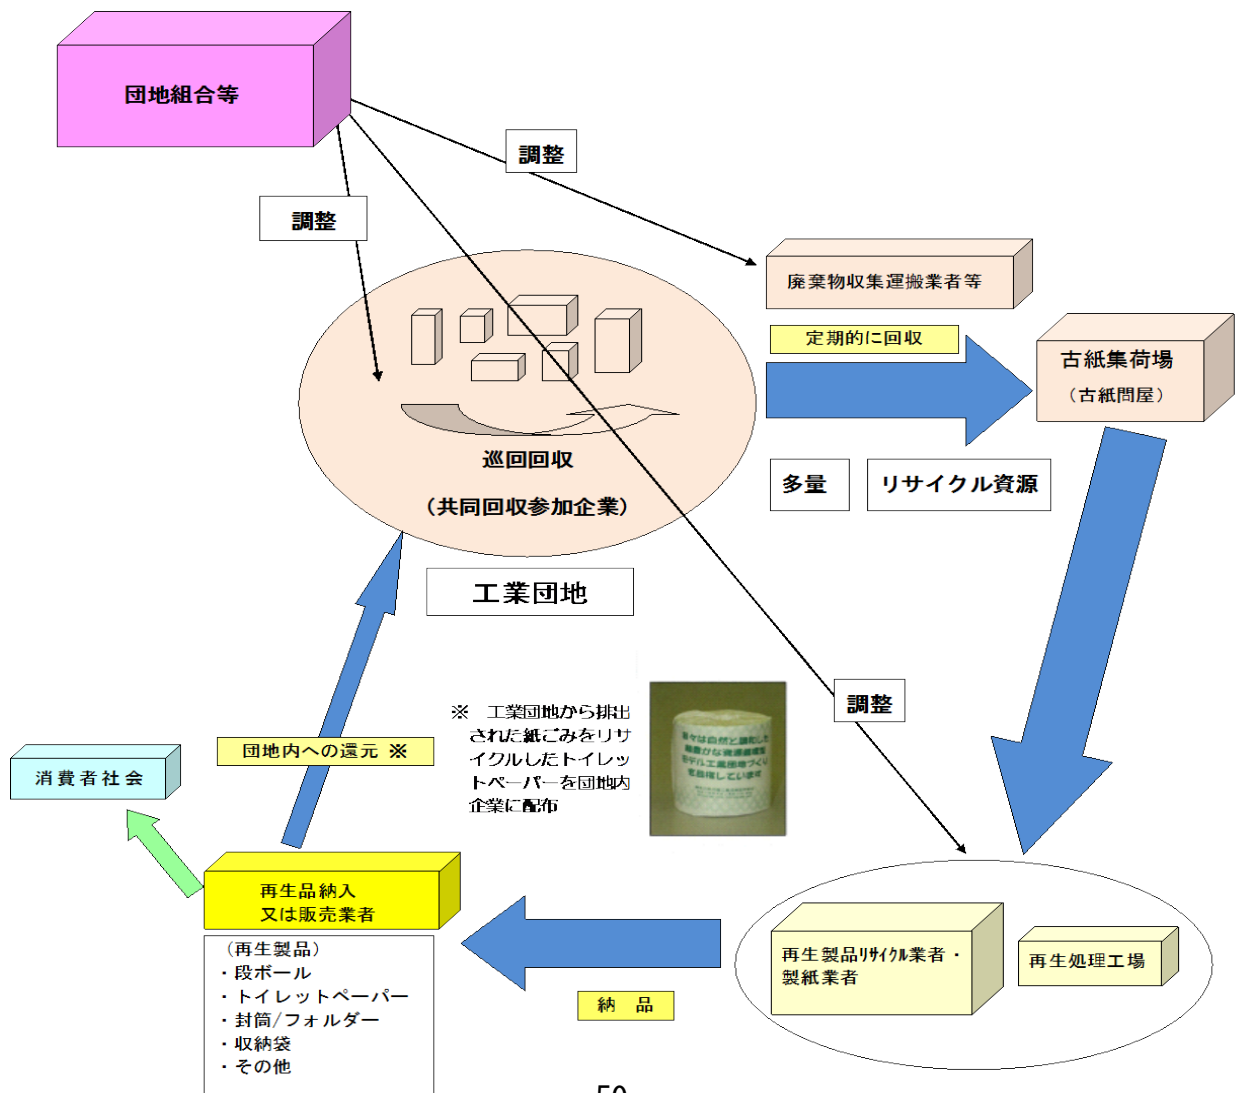 団地組合等
調整
調整
廃棄物収集運搬業者等
定期的に回収
古紙集荷場
（古紙問屋）
巡回回収
（共同回収参加企業）
多量
リサイクル資源
工業団地
調整
※　工業団地から排出
された紙ごみをリサ
イクルしたトイレッ
トペーパーを団地内
企業に配布
団地内への還元 ※
消費者社会
再生品納入
又は販売業者
（再生製品）
・段ボール
・トイレットペーパー
・封筒/フォルダー
・収納袋
・その他
納　品
再生製品ﾘｻｲｸﾙ業者・
製紙業者
再生処理工場